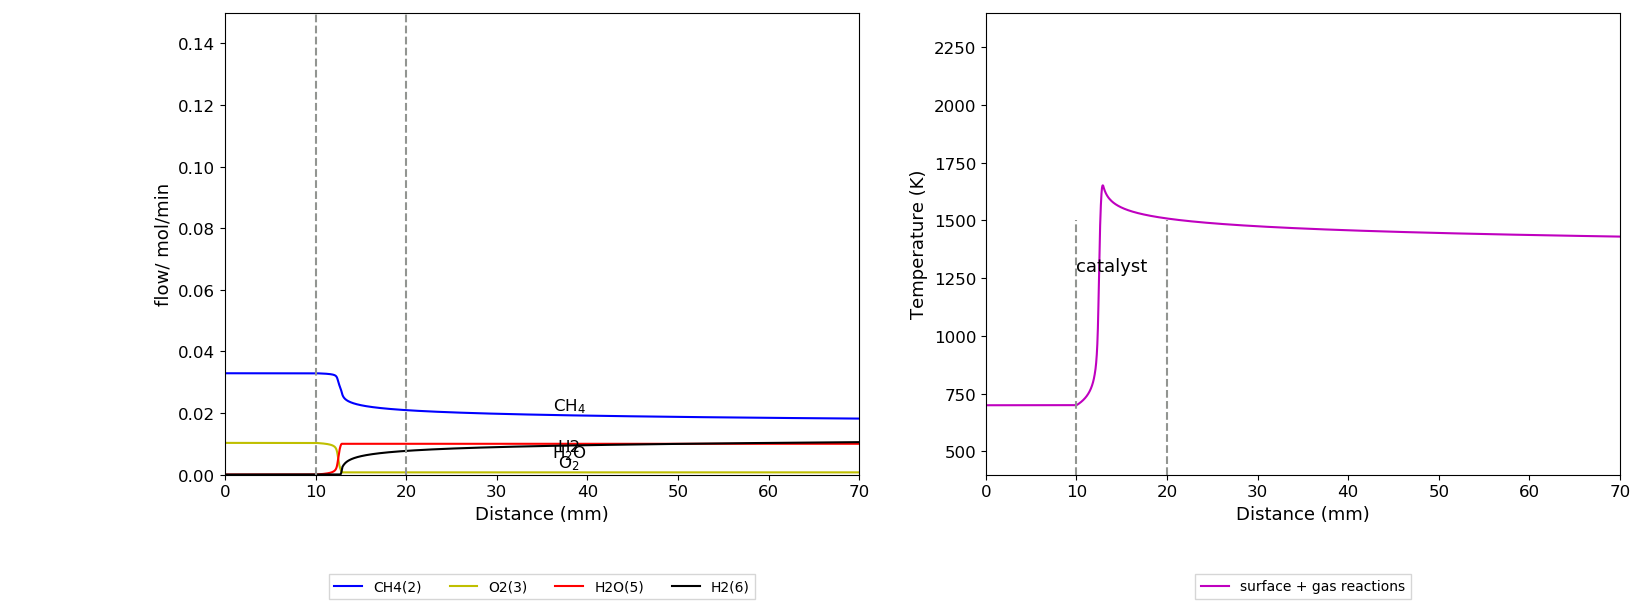 0.14
0.12
0.10
0.08
0.06
0.04
0.02
0.00
flow/ mol/min
CH₄
H2
H₂O
O₂
0 10 20 30 40 50 60 70
Distance (mm)
CH4(2) O2(3) H2O(5) H2(6)
2250
2000
1750
1500
1250
1000
750
500
Temperature (K)
catalyst
0 10 20 30 40 50 60 70
Distance (mm)
surface + gas reactions